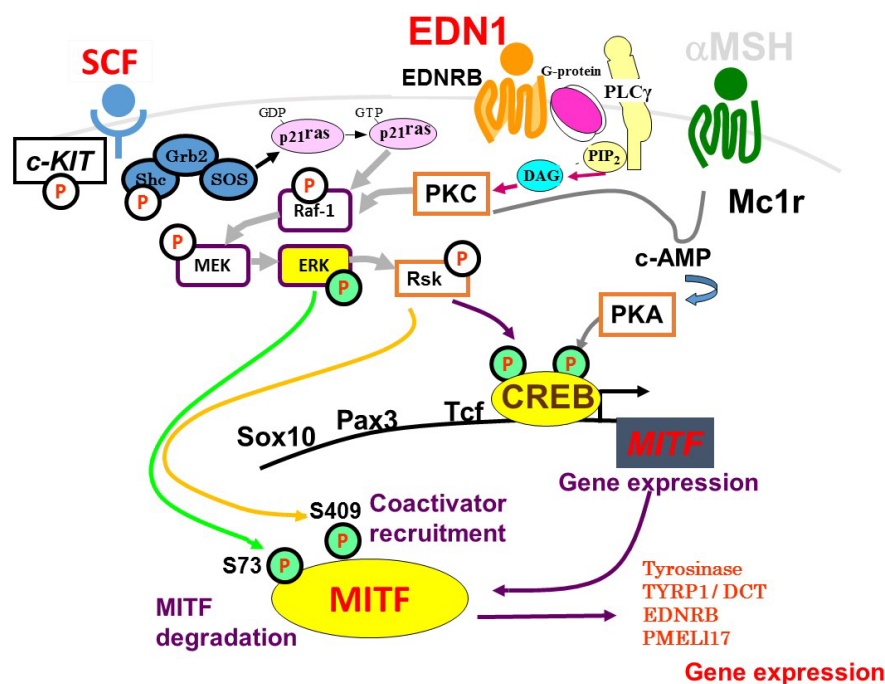 EDN1
αMSH
SCF
EDNRB
G-protein
PLCγ
GDP
GTP
p21ras
p21ras
c-KIT
P
Grb2
Shc
SOS
P
PIP2
DAG
P
Raf-1
PKC
Mc1r
P
MEK
ERK
P
Rsk
P
c-AMP
PKA
P
P
CREB
Tcf
Pax3
Sox10
MITF
Gene expression
S409
Coactivator
recruitment
P
S73
P
MITF
MITF
degradation
Tyrosinase
TYRP1 / DCT
EDNRB
PMEL117
Gene expression